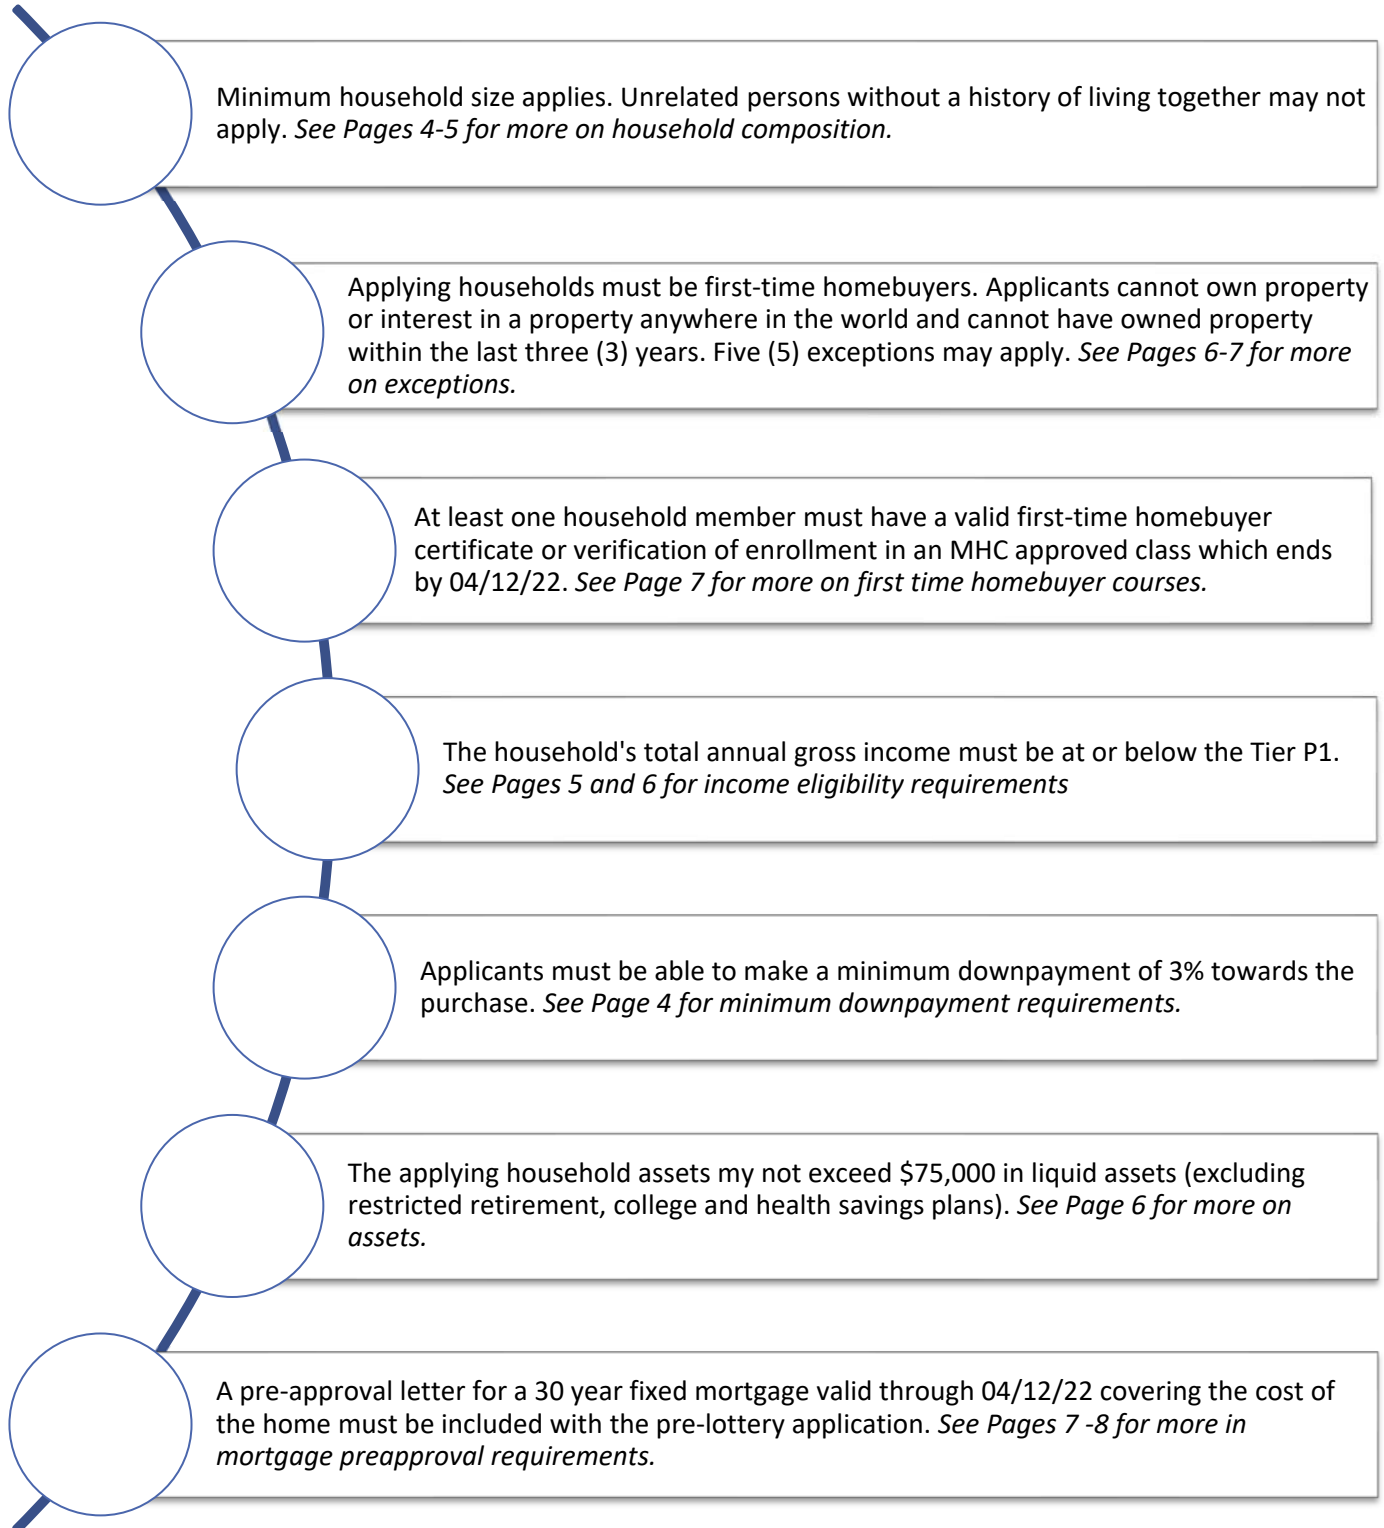 Minimum household size applies. Unrelated persons without a history of living together may not
apply. See Pages 4-5 for more on household composition.
Applying households must be first-time homebuyers. Applicants cannot own property
or interest in a property anywhere in the world and cannot have owned property
within the last three (3) years. Five (5) exceptions may apply. See Pages 6-7 for more
on exceptions.
At least one household member must have a valid first-time homebuyer
certificate or verification of enrollment in an MHC approved class which ends
by 04/12/22. See Page 7 for more on first time homebuyer courses.
The household's total annual gross income must be at or below the Tier P1.
See Pages 5 and 6 for income eligibility requirements
Applicants must be able to make a minimum downpayment of 3% towards the
purchase. See Page 4 for minimum downpayment requirements.
The applying household assets my not exceed $75,000 in liquid assets (excluding
restricted retirement, college and health savings plans). See Page 6 for more on
assets.
A pre-approval letter for a 30 year fixed mortgage valid through 04/12/22 covering the cost of
the home must be included with the pre-lottery application. See Pages 7 -8 for more in
mortgage preapproval requirements.